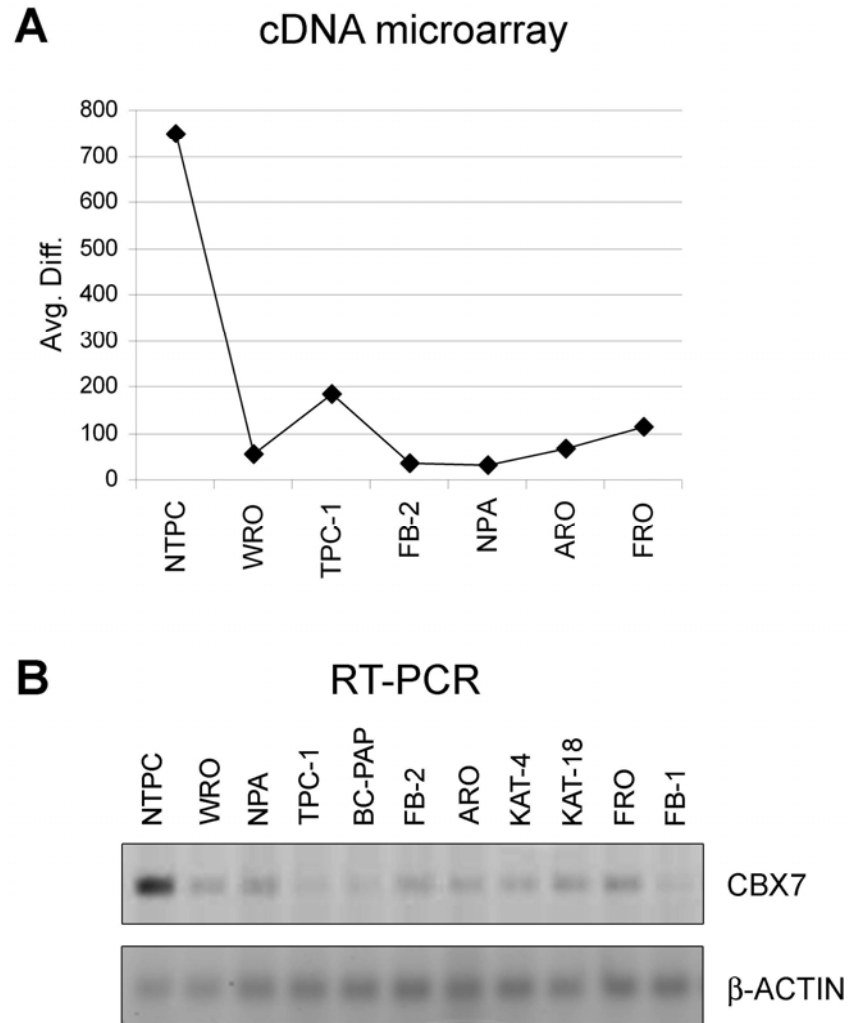 A
cDNA microarray
800
700
600
500
400
300
200
100
0
Avg. Diff.
NTPC
WRO
TPC-1
FB-2
NPA
ARO
FRO
B
RT-PCR
NTPC
WRO
NPA
TPC-1
BC-PAP
FB-2
ARO
KAT-4
KAT-18
FRO
FB-1
CBX7
β-ACTIN